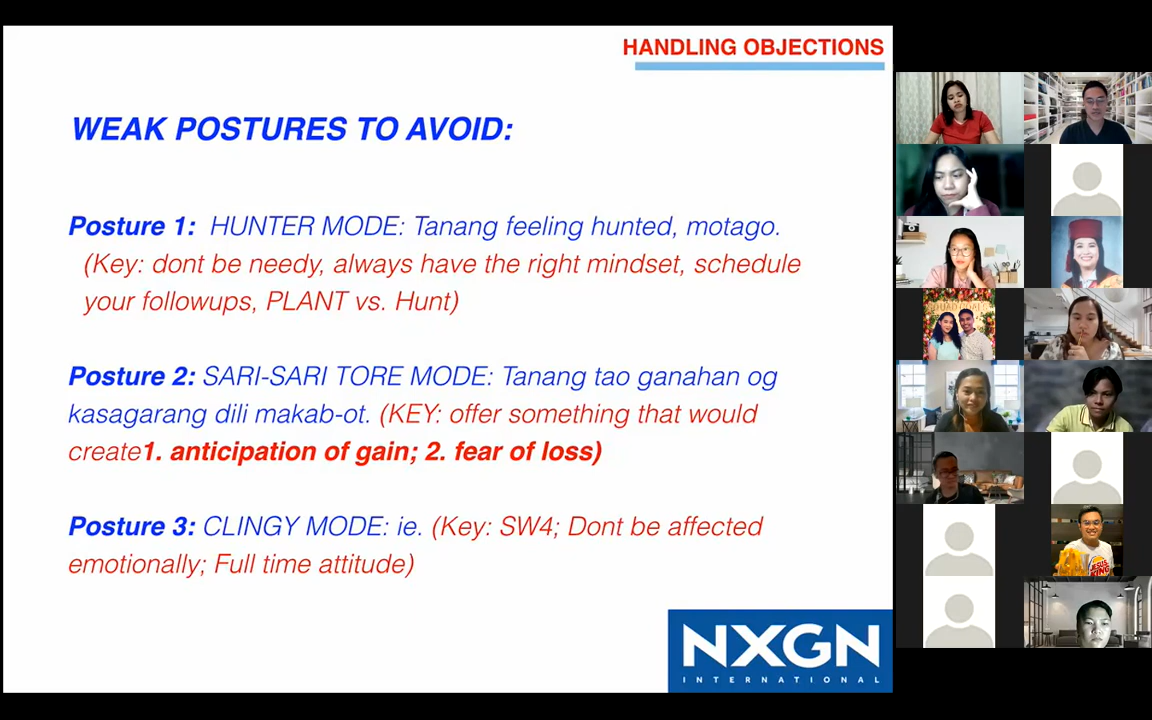 HANDLING OBJECTIONS
WEAK POSTURES TO AVOID:
Posture 1: HUNTER MODE: Tanang feeling hunted, motago.
(Key: dont be needy, always have the right mindset, schedule
your followups, PLANT vs. Hunt)
Posture 2: SARI-SARI TORE MODE: Tanang tao ganahan og
kasagarang dili makab-ot. (KEY: offer something that would
create1. anticipation of gain; 2. fear of loss)
Posture 3: CLINGY MODE: ie. (Key: SW4; Dont be affected
emotionally; Full time attitude)
NXGN
INTERNATIONAL
JESUS
KING